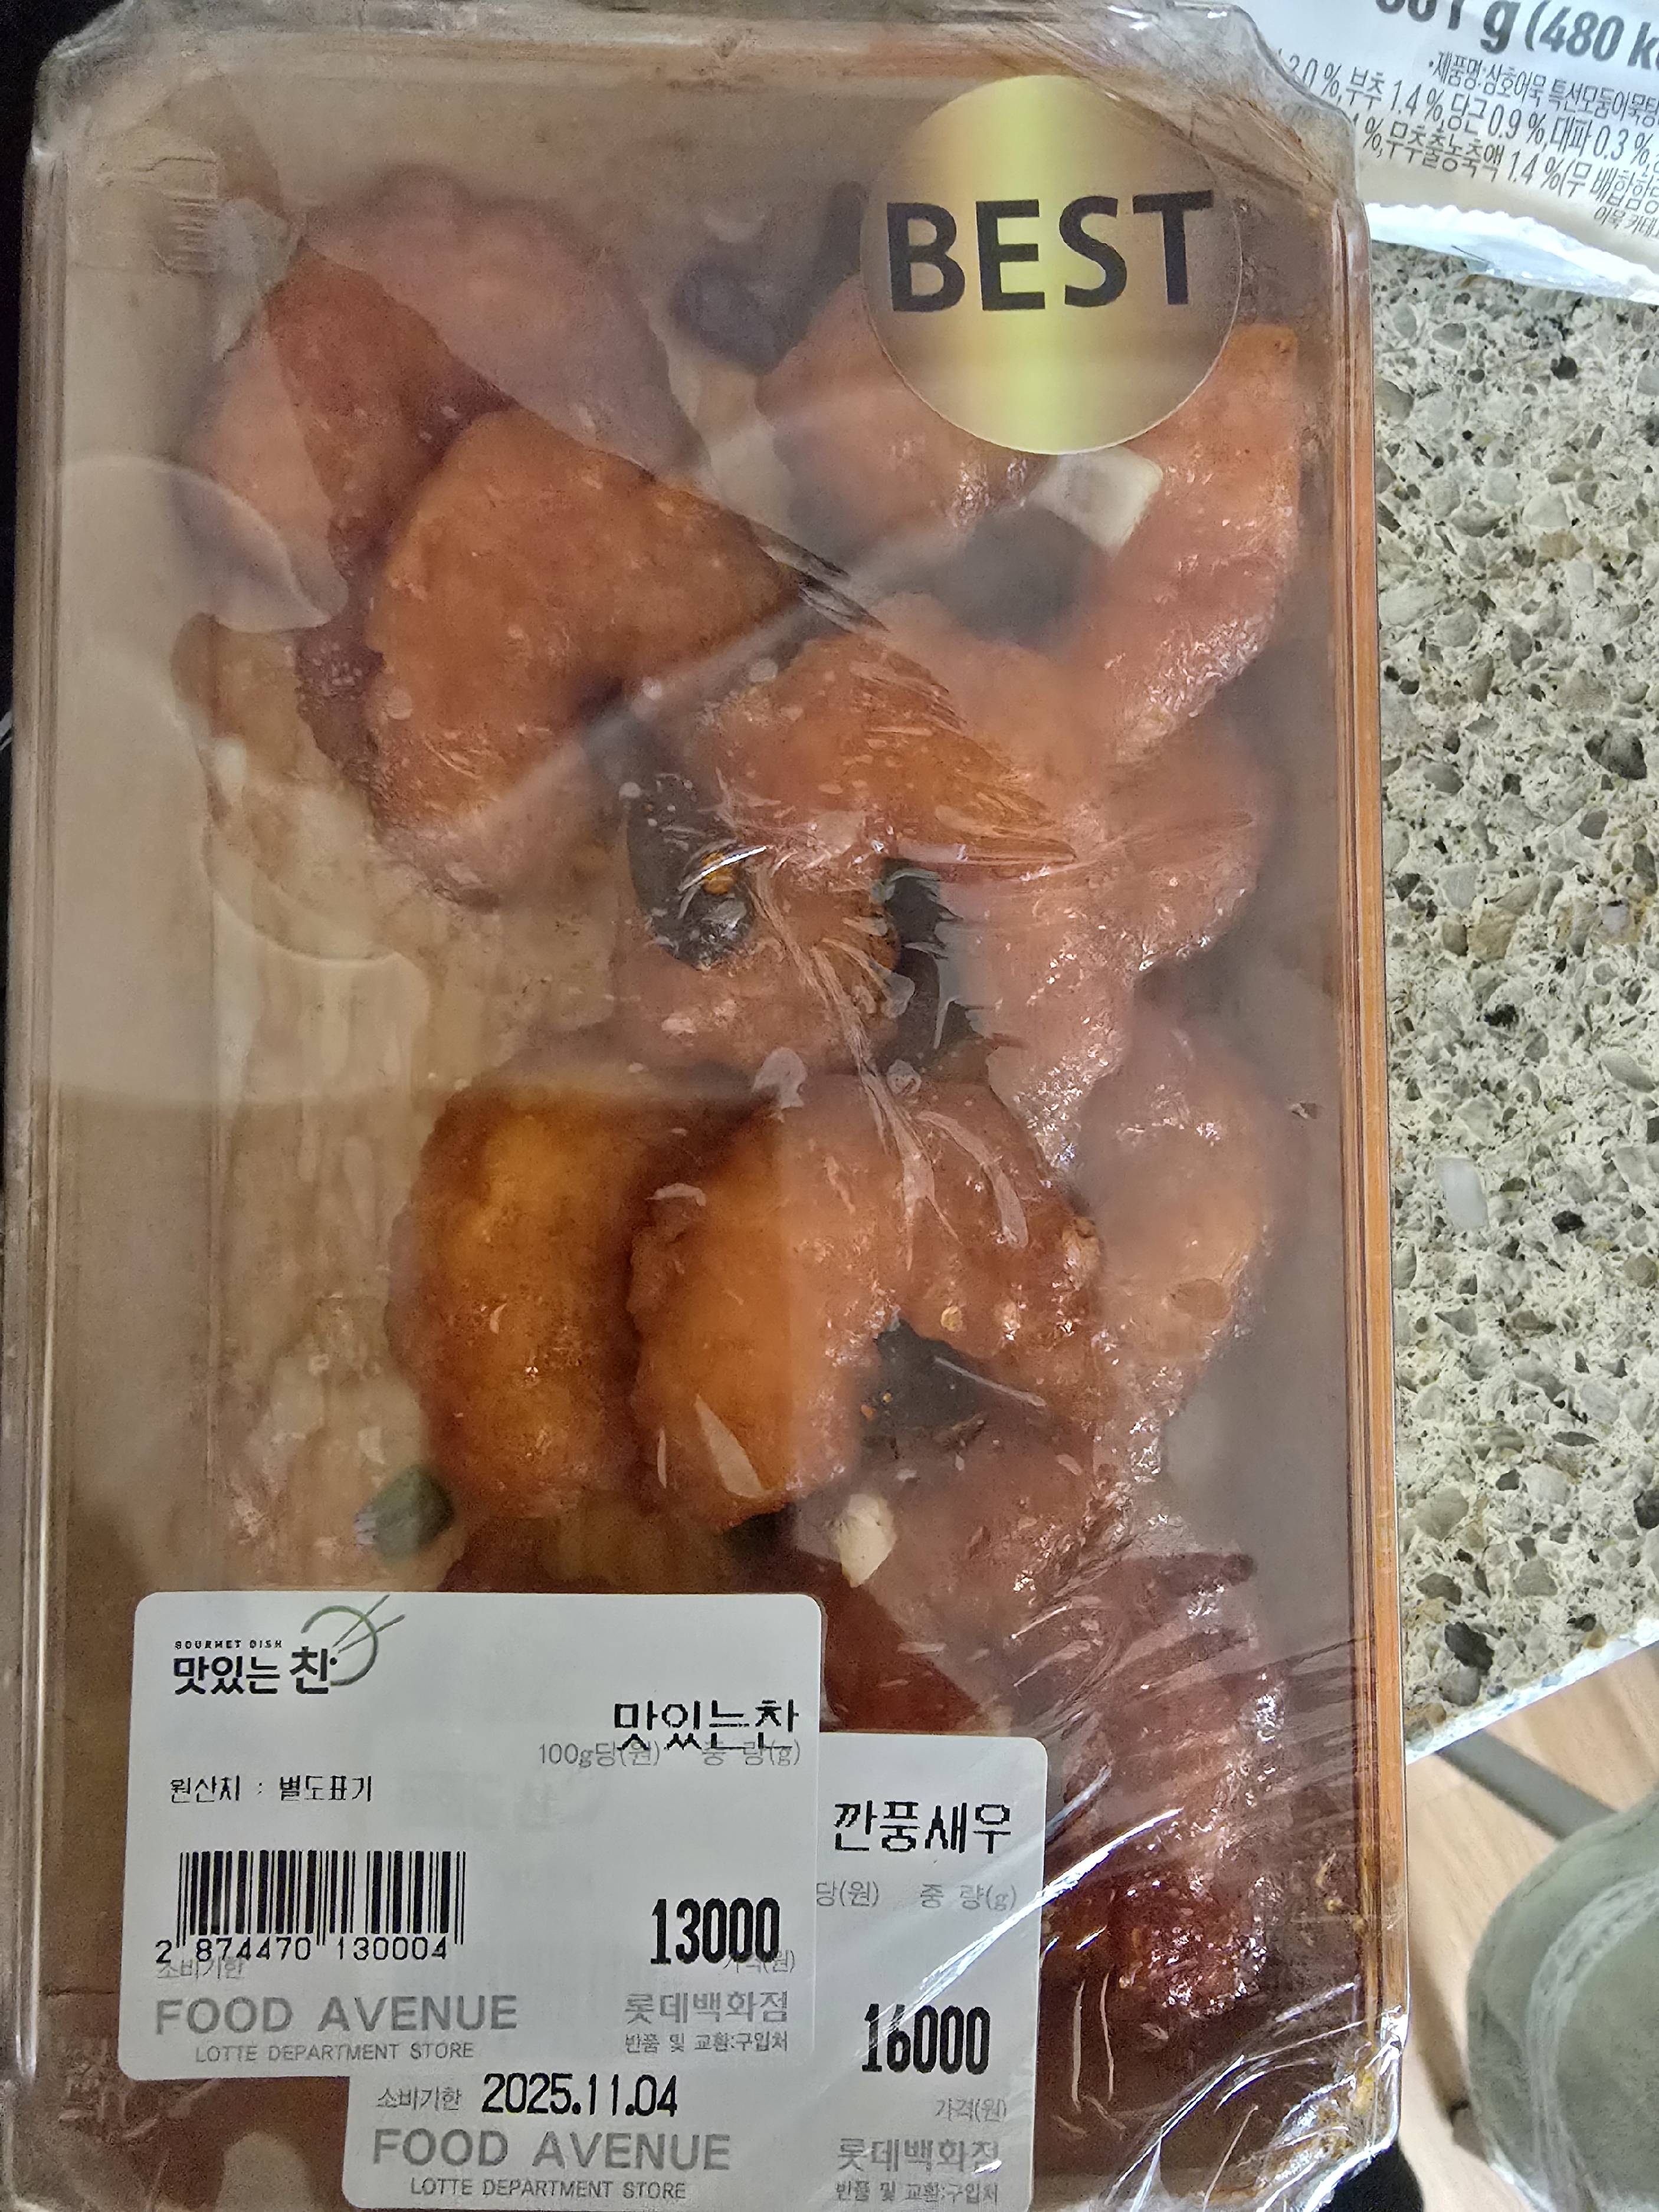 (480
•제품명:삼호어묵 특선모둠어묵탕
%,부추 1.4 %,당근 0.9 %,대파 0.3 %,
%,무추출농축액 1.4 %(무 배합함량
BEST
GOURMET DISH
맛있는 찬
맛있는찬
100g당(원) 중 량(g)
원산지 : 별도표기
2 874470 130004
13000
소비기한 가격(원)
FOOD AVENUE 롯데백화점
LOTTE DEPARTMENT STORE 반품 및 교환:구입처
깐풍새우
당(원) 중 량(g)
16000
소비기한 2025.11.04 가격(원)
FOOD AVENUE 롯데백화점
LOTTE DEPARTMENT STORE 반품 및 교환:구입처